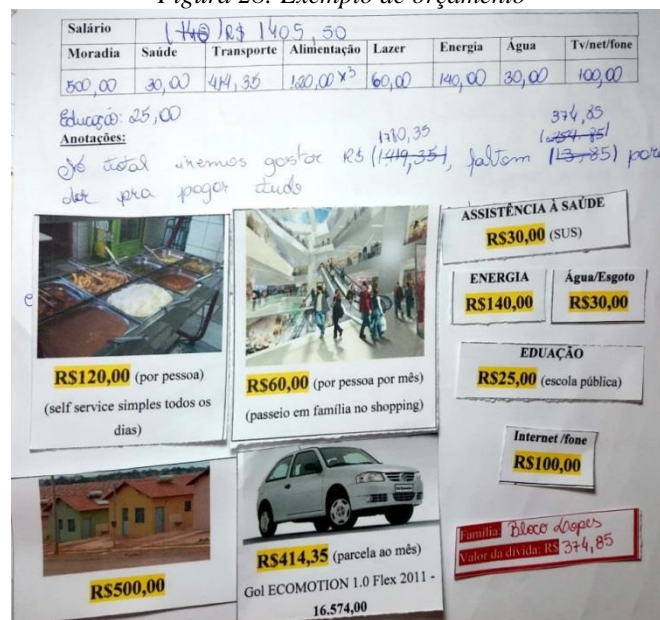 Figura 28: Exemplo de orçamento
Salário (146) R$ 1405,50
Moradia Saúde Transporte Alimentação Lazer Energia Água Tv/net/fone
500,00 30,00 414,35 120,00 x3 60,00 140,00 30,00 100,00
Educação: 25,00
Anotações:
1780,35 374,85
No total iremos gastar R$ (1419,35), faltam (13,85) para
dar pra pagar tudo
ASSISTÊNCIA À SAÚDE
R$30,00 (SUS)
ENERGIA
R$140,00
Água/Esgoto
R$30,00
R$120,00 (por pessoa)
(self service simples todos os
dias)
R$60,00 (por pessoa por mês)
(passeio em família no shopping)
EDUAÇÃO
R$25,00 (escola pública)
Internet /fone
R$100,00
R$500,00
R$414,35 (parcela ao mês)
Gol ECOMOTION 1.0 Flex 2011 -
16.574,00
Família: Bloco Lopes
Valor da dívida: R$ 374,85